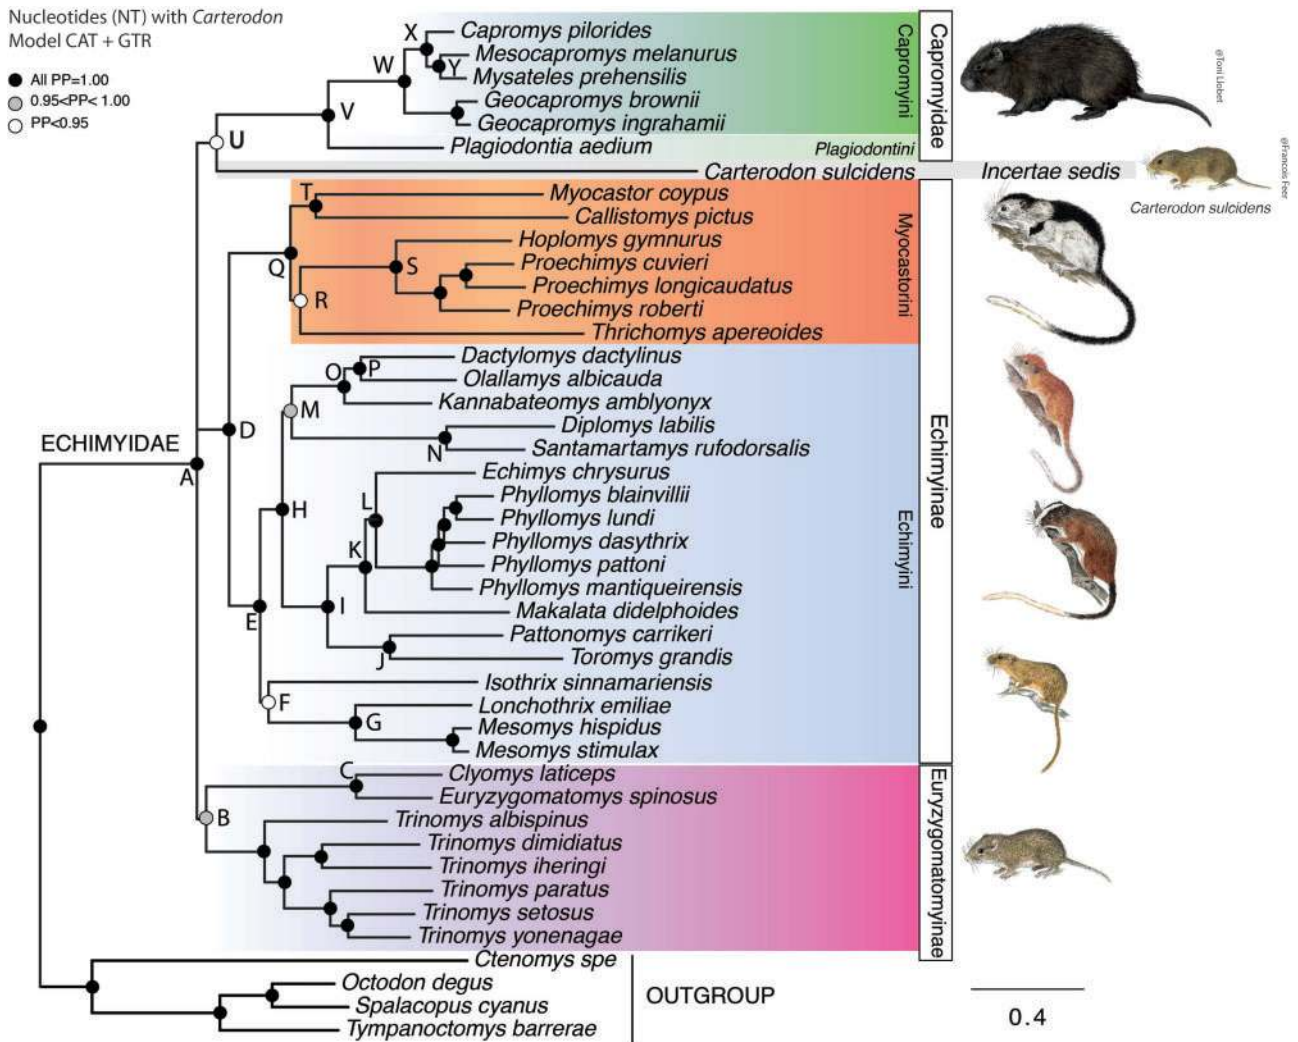 Nucleotides (NT) with Carterodon
Model CAT + GTR
All PP=1.00
0.95<PP< 1.00
PP<0.95
ECHIMYIDAE
A
U
V
W
X
Y
Capromys pilorides
Mesocapromys melanurus
Mysateles prehensilis
Geocapromys brownii
Geocapromys ingrahamii
Plagiodontia aedium
Carterodon sulcidens
Capromyini
Plagiodontini
Capromyidae
Incertae sedis
@Toni Llobet
@Francois Feer
Carterodon sulcidens
D
Q
T
R
S
Myocastor coypus
Callistomys pictus
Hoplomys gymnurus
Proechimys cuvieri
Proechimys longicaudatus
Proechimys roberti
Thrichomys apereoides
Myocastorini
E
H
M
O
P
N
I
K
L
J
F
G
Dactylomys dactylinus
Olallamys albicauda
Kannabateomys amblyonyx
Diplomys labilis
Santamartamys rufodorsalis
Echimys chrysurus
Phyllomys blainvillii
Phyllomys lundi
Phyllomys dasythrix
Phyllomys pattoni
Phyllomys mantiqueirensis
Makalata didelphoides
Pattonomys carrikeri
Toromys grandis
Isothrix sinnamariensis
Lonchothrix emiliae
Mesomys hispidus
Mesomys stimulax
Echimyini
Echimyinae
B
C
Clyomys laticeps
Euryzygomatomys spinosus
Trinomys albispinus
Trinomys dimidiatus
Trinomys iheringi
Trinomys paratus
Trinomys setosus
Trinomys yonenagae
Euryzygomatomyinae
Ctenomys spe
Octodon degus
Spalacopus cyanus
Tympanoctomys barrerae
OUTGROUP
0.4